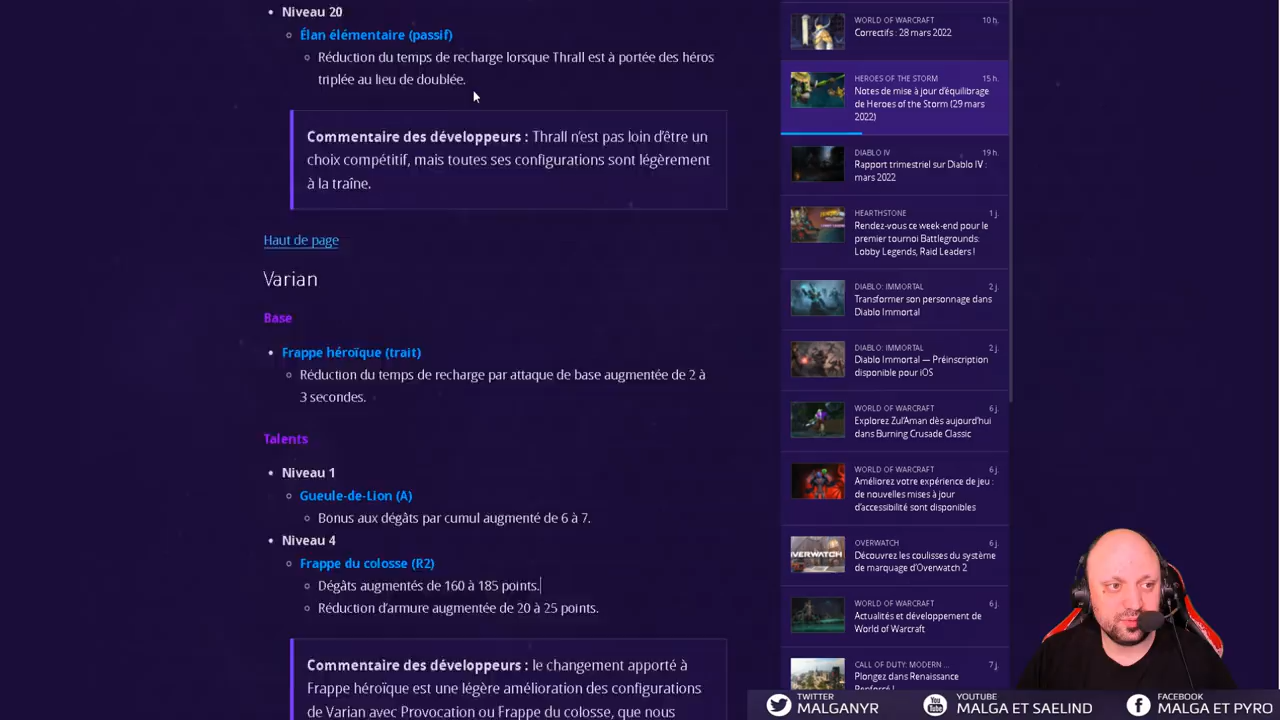 Niveau 20
Élan élémentaire (passif)
Réduction du temps de recharge lorsque Thrall est à portée des héros
triplée au lieu de doublée.
Commentaire des développeurs : Thrall n'est pas loin d'être un
choix compétitif, mais toutes ses configurations sont légèrement
à la traîne.
Haut de page
Varian
Base
Frappe héroïque (trait)
Réduction du temps de recharge par attaque de base augmentée de 2 à
3 secondes.
Talents
Niveau 1
Gueule-de-Lion (A)
Bonus aux dégâts par cumul augmenté de 6 à 7.
Niveau 4
Frappe du colosse (R2)
Dégâts augmentés de 160 à 185 points.
Réduction d'armure augmentée de 20 à 25 points.
Commentaire des développeurs : le changement apporté à
Frappe héroïque est une légère amélioration des configurations
de Varian avec Provocation ou Frappe du colosse, que nous
WORLD OF WARCRAFT 10 h.
Correctifs : 28 mars 2022
HEROES OF THE STORM 15 h.
Notes de mise à jour d'équilibrage
de Heroes of the Storm (29 mars
2022)
DIABLO IV 19 h.
Rapport trimestriel sur Diablo IV :
mars 2022
HEARTHSTONE 1 j.
Rendez-vous ce week-end pour le
premier tournoi Battlegrounds:
Lobby Legends, Raid Leaders !
DIABLO: IMMORTAL 2 j.
Transformer son personnage dans
Diablo Immortal
DIABLO: IMMORTAL 2 j.
Diablo Immortal — Préinscription
disponible pour iOS
WORLD OF WARCRAFT 6 j.
Explorez Zul'Aman dès aujourd'hui
dans Burning Crusade Classic
WORLD OF WARCRAFT 6 j.
Améliorez votre expérience de jeu :
de nouvelles mises à jour
d'accessibilité sont disponibles
OVERWATCH 6 j.
Découvrez les coulisses du système
de marquage d'Overwatch 2
WORLD OF WARCRAFT 6 j.
Actualités et développement de
World of Warcraft
CALL OF DUTY: MODERN ... 7 j.
Plongez dans Renaissance
TWITTER
MALGANYR
YOUTUBE
MALGA ET SAELIND
FACEBOOK
MALGA ET PYRO